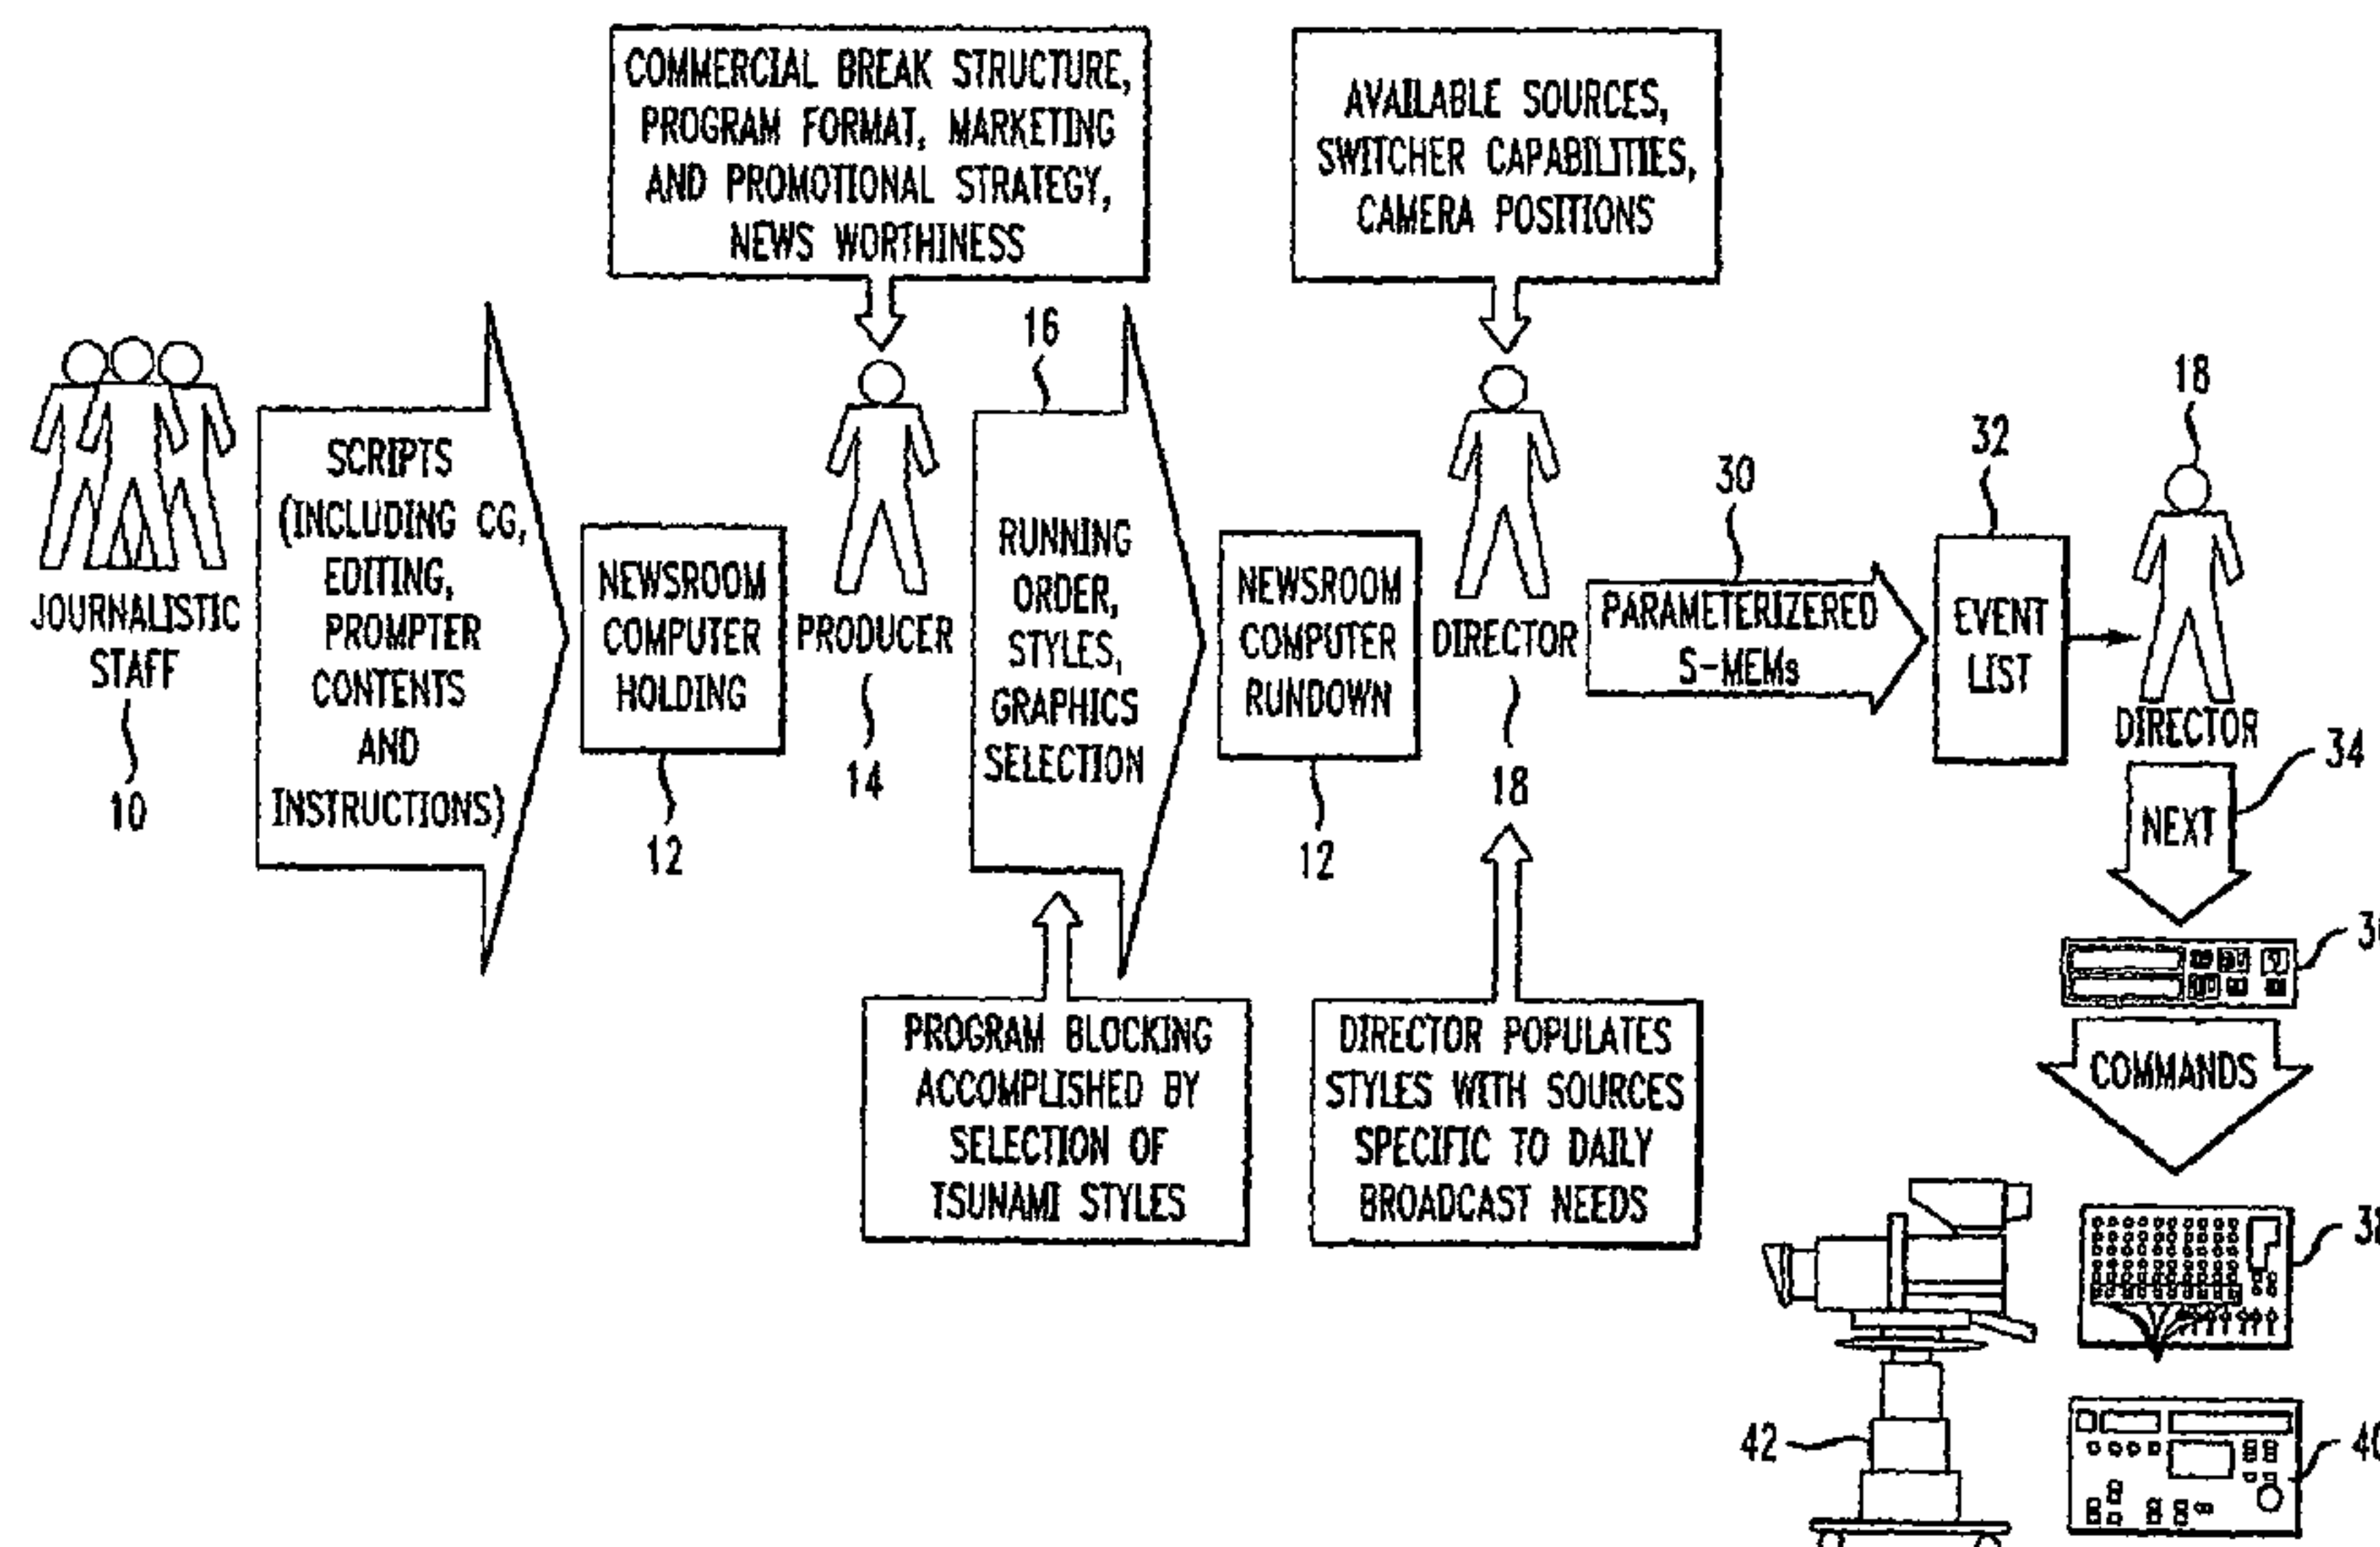 COMMERCIAL BREAK STRUCTURE,
PROGRAM FORMAT, MARKETING
AND PROMOTIONAL STRATEGY,
NEWS WORTHINESS
AVAILABLE SOURCES,
SWITCHER CAPABILITIES,
CAMERA POSITIONS
JOURNALISTIC
STAFF
10
SCRIPTS
(INCLUDING CG,
EDITING,
PROMPTER
CONTENTS
AND
INSTRUCTIONS)
NEWSROOM
COMPUTER
HOLDING
12
PRODUCER
14
16
RUNNING
ORDER,
STYLES,
GRAPHICS
SELECTION
NEWSROOM
COMPUTER
RUNDOWN
12
DIRECTOR
18
30
PARAMETERIZERED
S-MEMs
32
EVENT
LIST
18
DIRECTOR
34
NEXT
PROGRAM BLOCKING
ACCOMPLISHED BY
SELECTION OF
TSUNAMI STYLES
DIRECTOR POPULATES
STYLES WITH SOURCES
SPECIFIC TO DAILY
BROADCAST NEEDS
COMMANDS
42